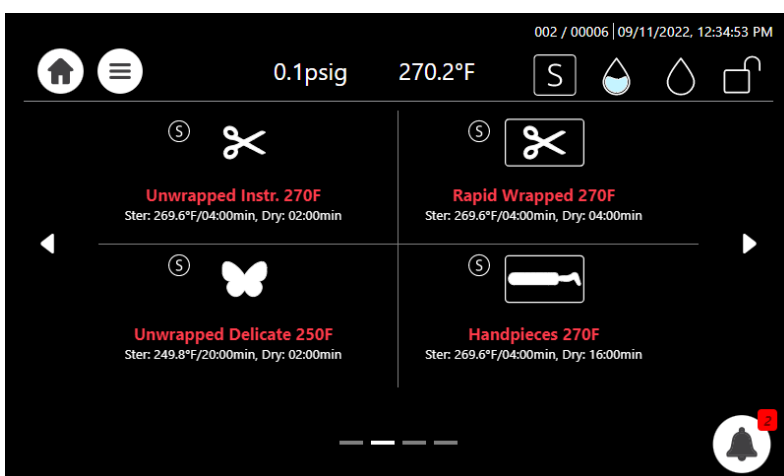 002 / 00006 | 09/11/2022, 12:34:53 PM
0.1psig 270.2°F S
S
Unwrapped Instr. 270F
Ster: 269.6°F/04:00min, Dry: 02:00min
S
Rapid Wrapped 270F
Ster: 269.6°F/04:00min, Dry: 04:00min
S
Unwrapped Delicate 250F
Ster: 249.8°F/20:00min, Dry: 02:00min
S
Handpieces 270F
Ster: 269.6°F/04:00min, Dry: 16:00min
2